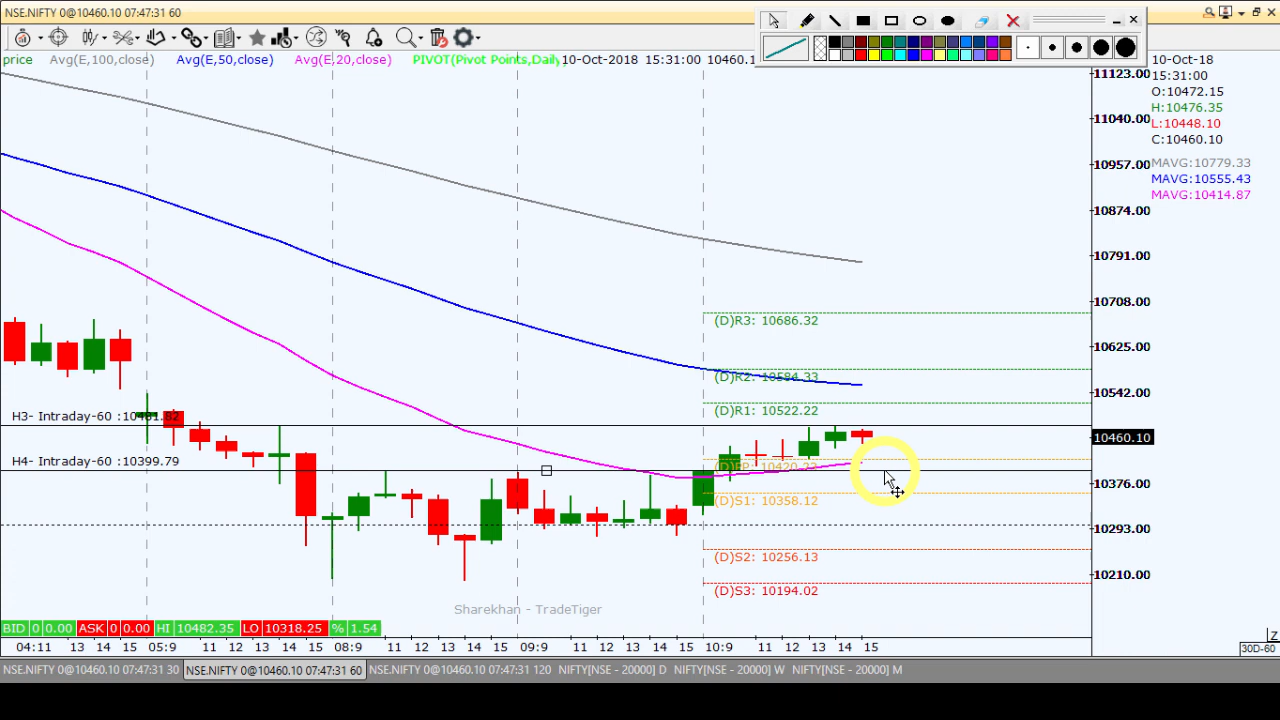 NSE.NIFTY 0@10460.10 07:47:31 60
price Avg(E,100,close) Avg(E,50,close) Avg(E,20,close) PIVOT(Pivot Points,Daily, 10-Oct-2018 15:31:00 10460.1
10-Oct-18
15:31:00
O:10472.15
H:10476.35
L:10448.10
C:10460.10
MAVG:10779.33
MAVG:10555.43
MAVG:10414.87
11123.00
11040.00
10957.00
10874.00
10791.00
10708.00
10625.00
10542.00
10460.10
10376.00
10293.00
10210.00
(D)R3: 10686.32
(D)R2: 10584.33
(D)R1: 10522.22
H3- Intraday-60 :10481.82
H4- Intraday-60 :10399.79
(D)S1: 10358.12
(D)S2: 10256.13
(D)S3: 10194.02
Sharekhan - TradeTiger
BID 0 0.00 ASK 0 0.00 HI 10482.35 LO 10318.25 % 1.54
Z
04:11 13 14 15 05:9 11 12 13 14 15 08:9 11 12 13 14 15 09:9 11 12 13 14 15 10:9 11 12 13 14 15
30D-60
NSE.NIFTY 0@10460.10 07:47:31 30 NSE.NIFTY 0@10460.10 07:47:31 60 NSE.NIFTY 0@10460.10 07:47:31 120 NIFTY[NSE - 20000] D NIFTY[NSE - 20000] W NIFTY[NSE - 20000] M